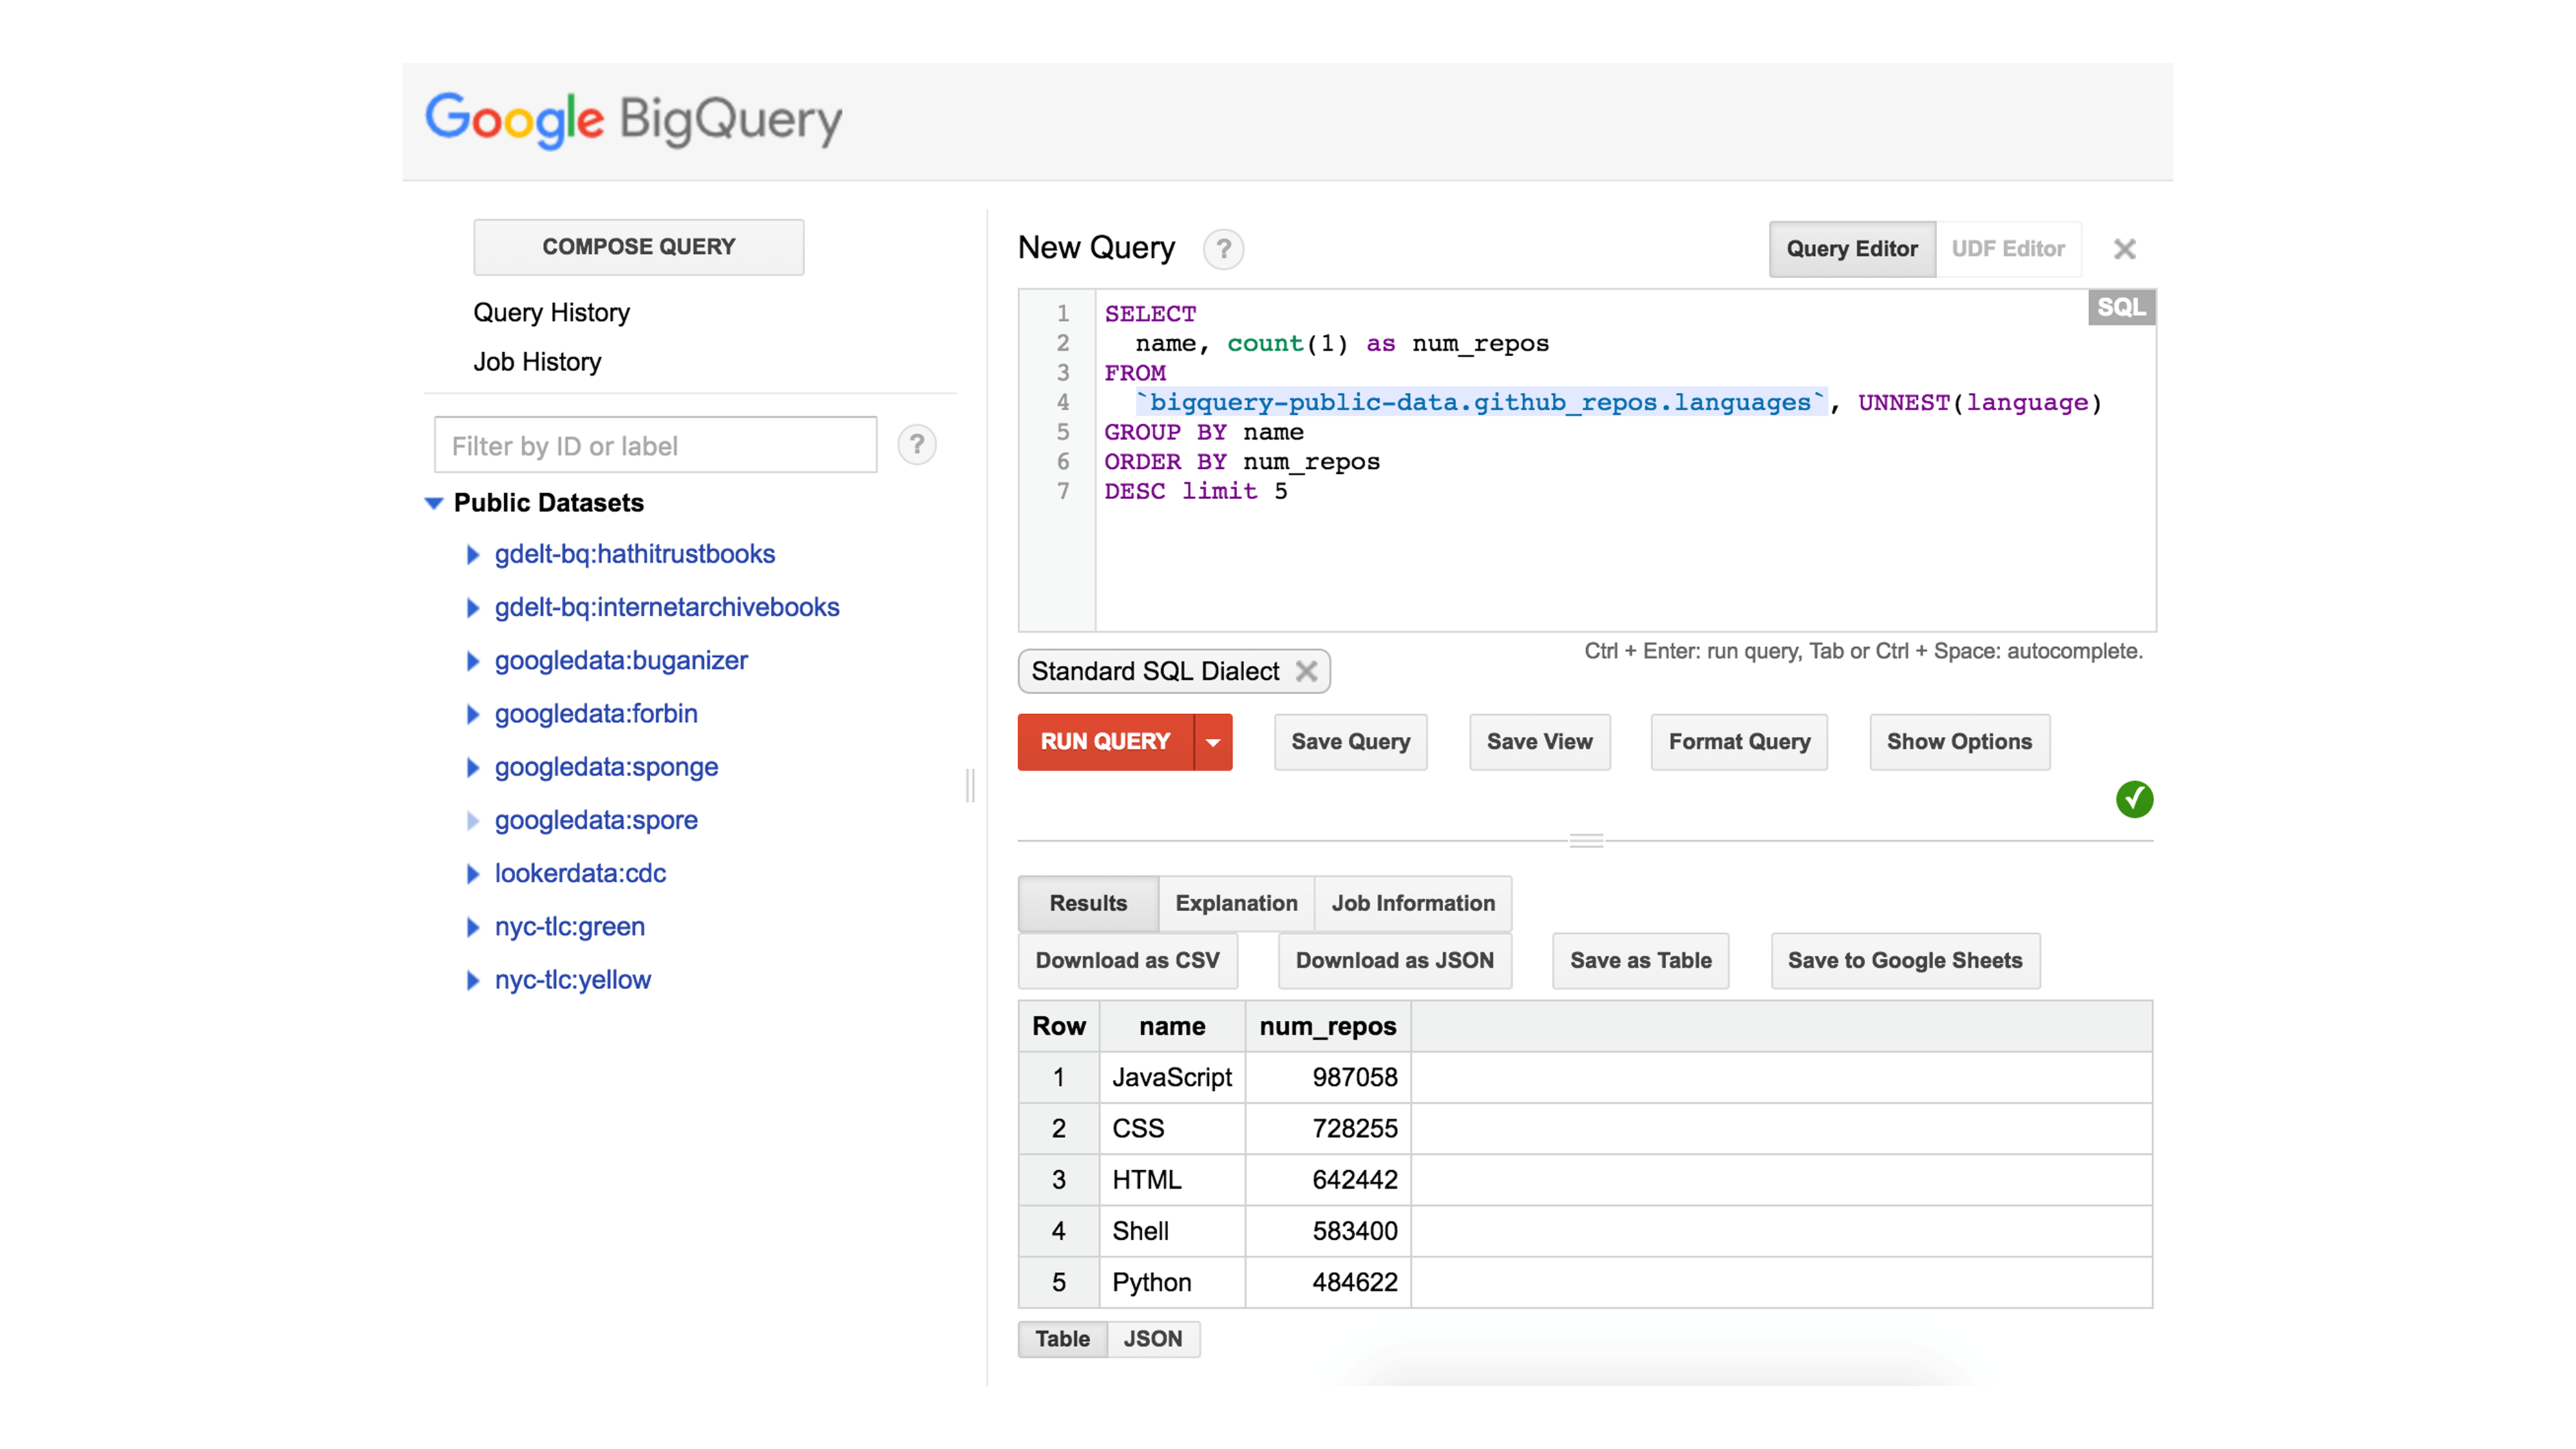 Google BigQuery
COMPOSE QUERY
Query History
Job History
Filter by ID or label ?
Public Datasets
gdelt-bq:hathitrustbooks
gdelt-bq:internetarchivebooks
googledata:buganizer
googledata:forbin
googledata:sponge
googledata:spore
lookerdata:cdc
nyc-tlc:green
nyc-tlc:yellow
New Query ? Query Editor UDF Editor
SQL
1 SELECT
2 name, count(1) as num_repos
3 FROM
4 `bigquery-public-data.github_repos.languages`, UNNEST(language)
5 GROUP BY name
6 ORDER BY num_repos
7 DESC limit 5
Ctrl + Enter: run query, Tab or Ctrl + Space: autocomplete.
Standard SQL Dialect
RUN QUERY Save Query Save View Format Query Show Options
Results Explanation Job Information
Download as CSV Download as JSON Save as Table Save to Google Sheets
Row name num_repos
1 JavaScript 987058
2 CSS 728255
3 HTML 642442
4 Shell 583400
5 Python 484622
Table JSON